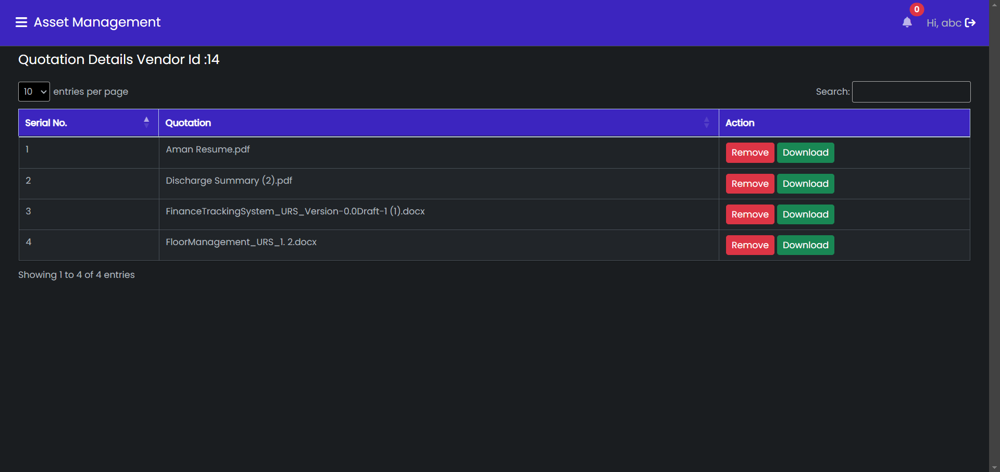 Asset Management
0
Hi, abc
Quotation Details Vendor Id :14
10 entries per page
Search:
Serial No. Quotation Action
1 Aman Resume.pdf Remove Download
2 Discharge Summary (2).pdf Remove Download
3 FinanceTrackingSystem_URS_Version-0.0Draft-1 (1).docx Remove Download
4 FloorManagement_URS_1. 2.docx Remove Download
Showing 1 to 4 of 4 entries